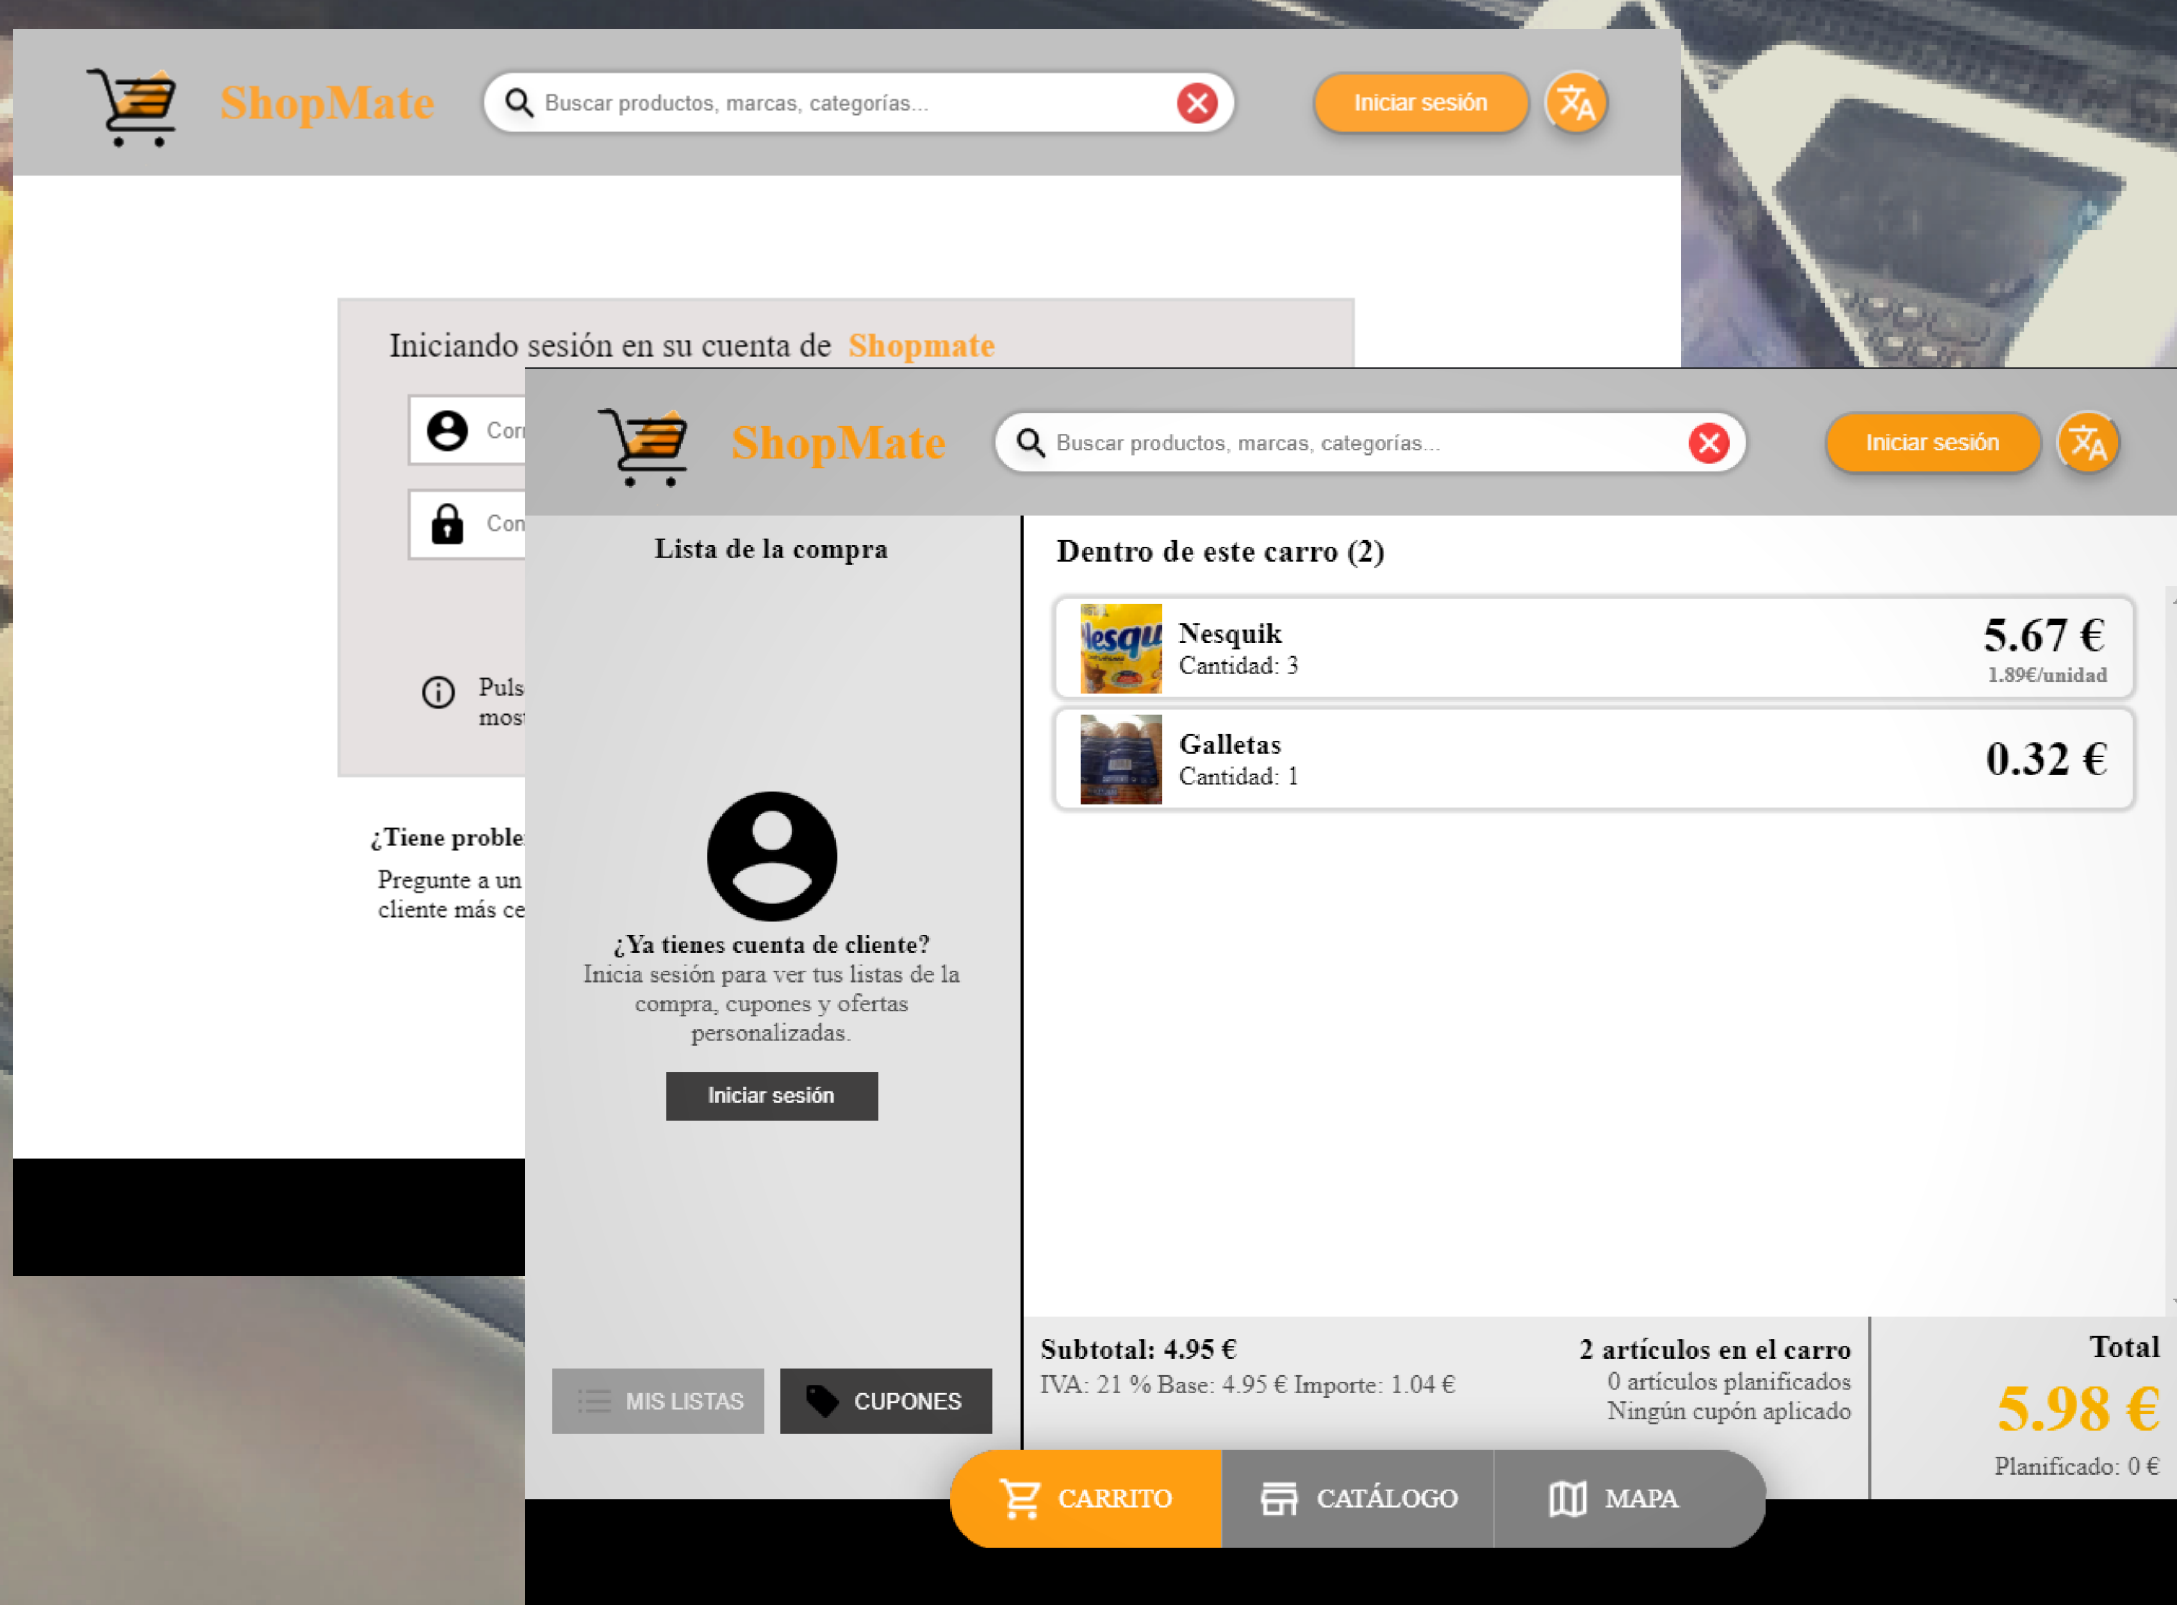 ShopMate
Buscar productos, marcas, categorías...
Iniciar sesión
Iniciando sesión en su cuenta de Shopmate
Puls
¿Tiene proble
Pregunte a un
cliente más ce
ShopMate
Buscar productos, marcas, categorías...
Iniciar sesión
Lista de la compra
¿Ya tienes cuenta de cliente?
Inicia sesión para ver tus listas de la
compra, cupones y ofertas
personalizadas.
Iniciar sesión
MIS LISTAS
CUPONES
Dentro de este carro (2)
Nesquik
Cantidad: 3
5.67 €
1.89€/unidad
Galletas
Cantidad: 1
0.32 €
Subtotal: 4.95 €
IVA: 21 % Base: 4.95 € Importe: 1.04 €
2 artículos en el carro
0 artículos planificados
Ningún cupón aplicado
Total
5.98 €
Planificado: 0 €
CARRITO
CATÁLOGO
MAPA